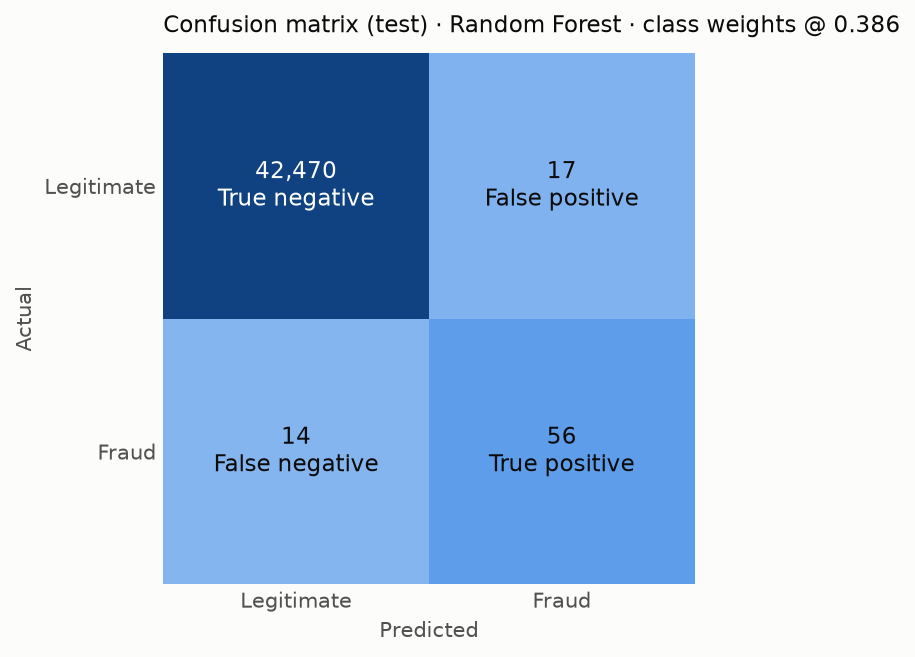 Confusion matrix (test) · Random Forest · class weights @ 0.386
Actual
Legitimate
42,470
True negative
17
False positive
Fraud
14
False negative
56
True positive
Legitimate
Fraud
Predicted